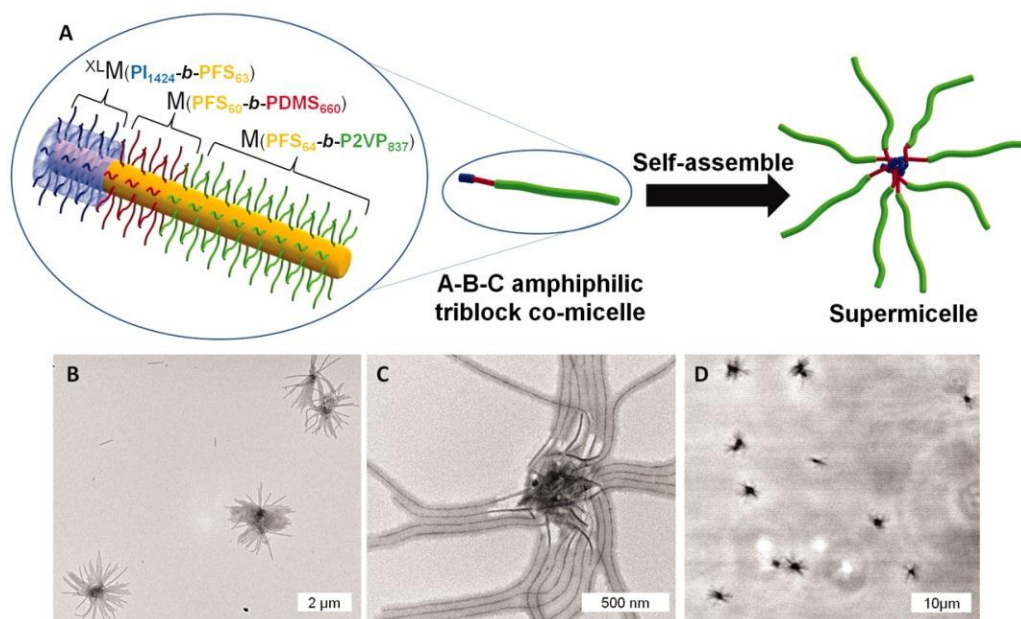 A
XLM(PI1424-b-PFS63)
M(PFS60-b-PDMS660)
M(PFS64-b-P2VP837)
Self-assemble
A-B-C amphiphilic
triblock co-micelle
Supermicelle
B
2 µm
C
500 nm
D
10µm